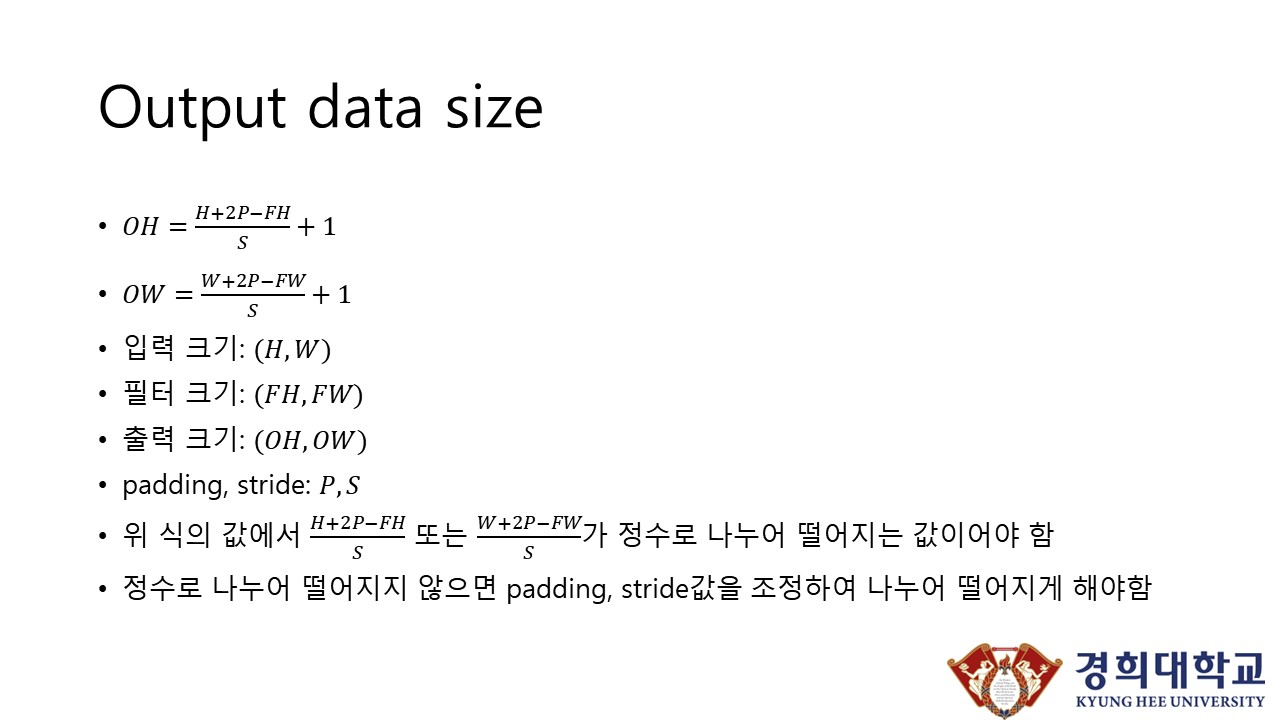 Output data size
• OH = \frac{H+2P−FH}{S} + 1
• OW = \frac{W+2P−FW}{S} + 1
• 입력 크기: (H, W)
• 필터 크기: (FH, FW)
• 출력 크기: (OH, OW)
• padding, stride: P, S
• 위 식의 값에서 \frac{H+2P−FH}{S} 또는 \frac{W+2P−FW}{S}가 정수로 나누어 떨어지는 값이어야 함
• 정수로 나누어 떨어지지 않으면 padding, stride값을 조정하여 나누어 떨어지게 해야함
경희대학교
KYUNG HEE UNIVERSITY